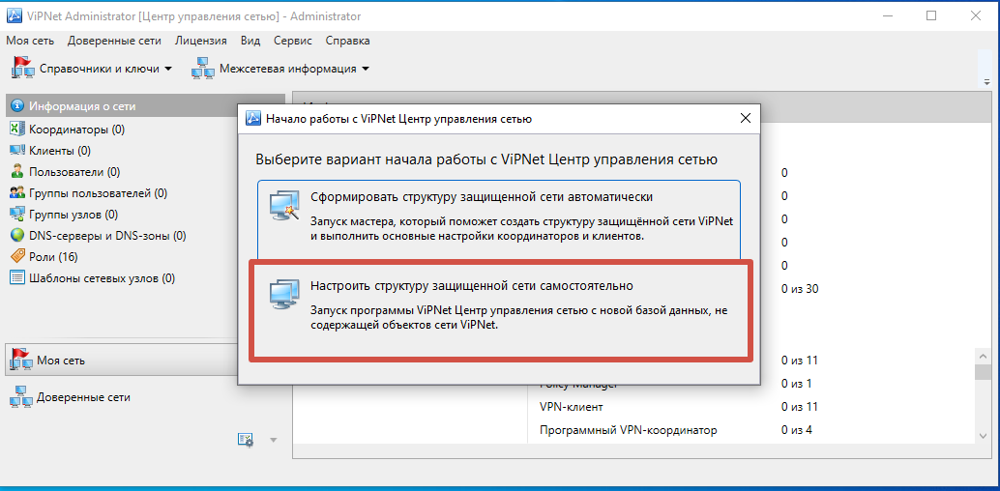 ViPNet Administrator [Центр управления сетью] - Administrator
Моя сеть Доверенные сети Лицензия Вид Сервис Справка
Справочники и ключи Межсетевая информация
Информация о сети
Координаторы (0)
Клиенты (0)
Пользователи (0)
Группы пользователей (0)
Группы узлов (0)
DNS-серверы и DNS-зоны (0)
Роли (16)
Шаблоны сетевых узлов (0)
Моя сеть
Доверенные сети
Начало работы с ViPNet Центр управления сетью
Выберите вариант начала работы с ViPNet Центр управления сетью
Сформировать структуру защищенной сети автоматически
Запуск мастера, который поможет создать структуру защищённой сети ViPNet
и выполнить основные настройки координаторов и клиентов.
Настроить структуру защищенной сети самостоятельно
Запуск программы ViPNet Центр управления сетью с новой базой данных, не
содержащей объектов сети ViPNet.
0
0
0
0
0
0 из 30
0 из 11
Policy Manager 0 из 1
VPN-клиент 0 из 11
Программный VPN-координатор 0 из 4